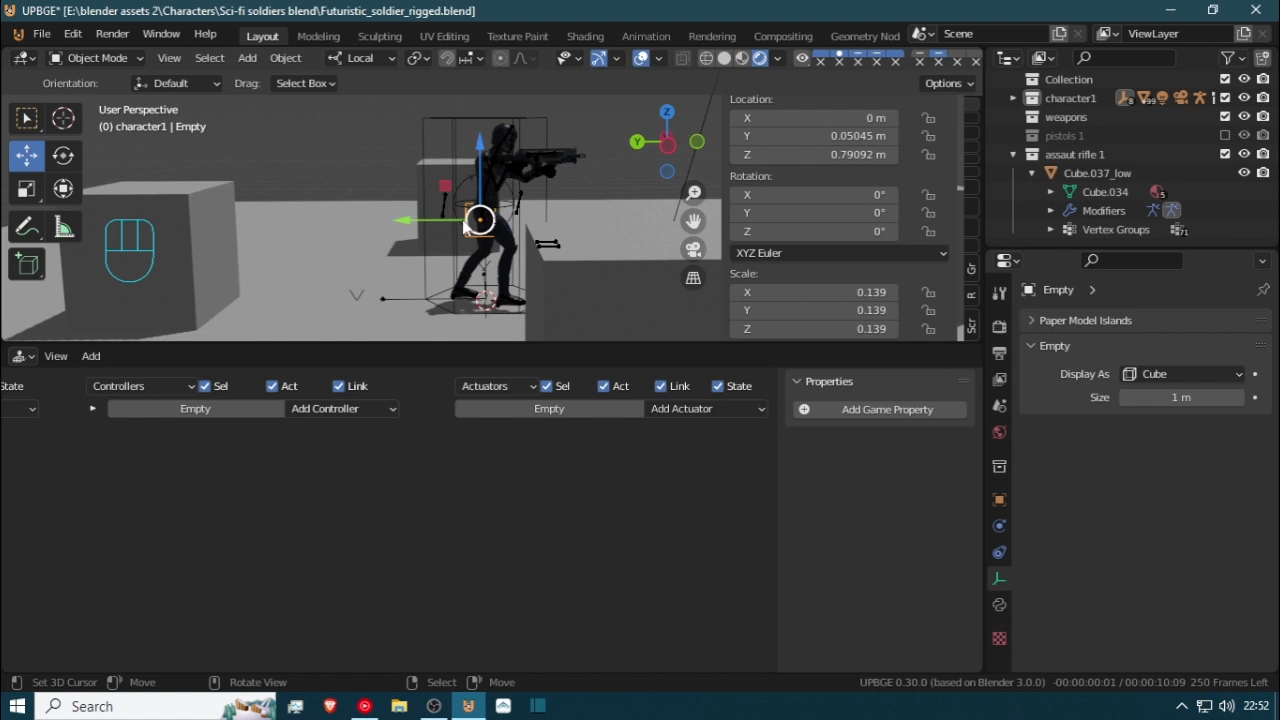 UPBGE* [E:\blender assets 2\Characters\Sci-fi soldiers blend\Futuristic_soldier_rigged.blend]
File Edit Render Window Help Layout Modeling Sculpting UV Editing Texture Paint Shading Animation Rendering Compositing Geometry Nod Scene ViewLayer
Object Mode View Select Add Object Local
Orientation: Default Drag: Select Box Options
User Perspective
(0) character1 | Empty
Location:
X 0 m
Y 0.05045 m
Z 0.79092 m
Rotation:
X 0°
Y 0°
Z 0°
XYZ Euler
Scale:
X 0.139
Y 0.139
Z 0.139
Z
Y
Gr
R
Scr
Collection
character1 8 99 1
weapons
pistols 1
assaut rifle 1
Cube.037_low
Cube.034 5
Modifiers
Vertex Groups 71
Empty
Paper Model Islands
Empty
Display As Cube
Size 1 m
View Add
State Controllers Sel Act Link Actuators Sel Act Link State
Empty Add Controller Empty Add Actuator
Properties
Add Game Property
Set 3D Cursor Move Rotate View Select Move UPBGE 0.30.0 (based on Blender 3.0.0) -00:00:00:01 / 00:00:10:09 250 Frames Left
Search 22:52